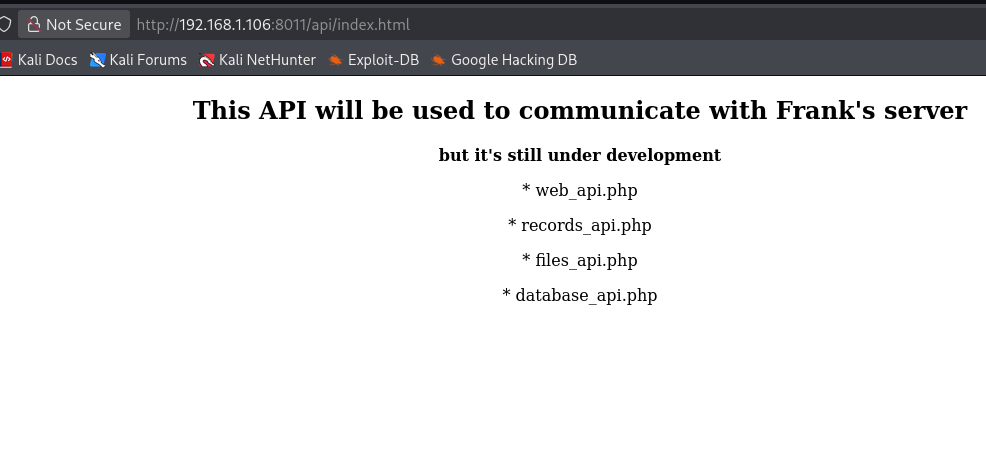 Not Secure http://192.168.1.106:8011/api/index.html
Kali Docs Kali Forums Kali NetHunter Exploit-DB Google Hacking DB
This API will be used to communicate with Frank's server
but it's still under development
* web_api.php
* records_api.php
* files_api.php
* database_api.php